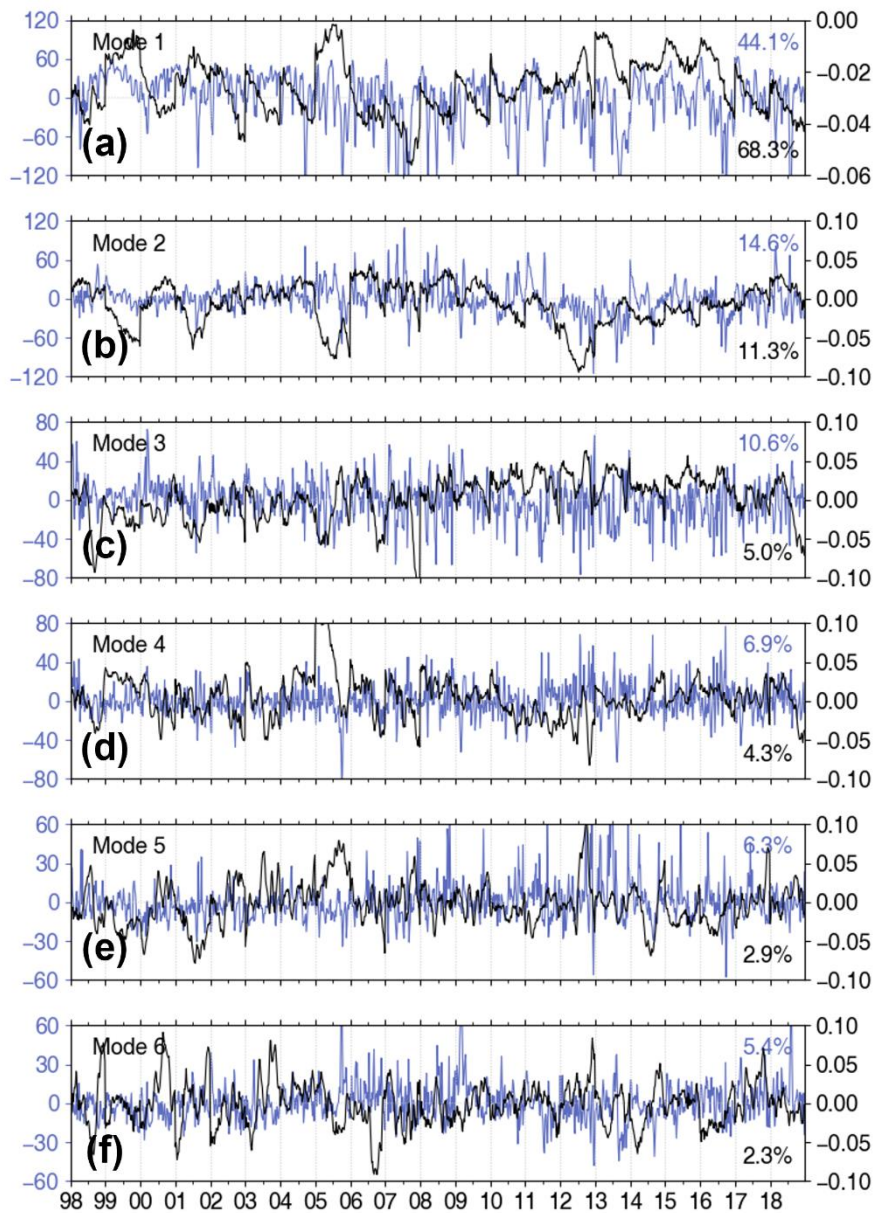 120 Mode 1 44.1% 0.00
60 −0.02
0
−60 −0.04
(a) 68.3%
−120 −0.06
120 Mode 2 14.6% 0.10
60 0.05
0 0.00
−60 −0.05
(b) 11.3%
−120 −0.10
80 Mode 3 10.6% 0.10
40 0.05
0 0.00
−40 −0.05
(c) 5.0%
−80 −0.10
80 Mode 4 6.9% 0.10
40 0.05
0 0.00
−40 −0.05
(d) 4.3%
−80 −0.10
60 Mode 5 6.3% 0.10
30 0.05
0 0.00
−30 −0.05
(e) 2.9%
−60 −0.10
60 Mode 6 5.4% 0.10
30 0.05
0 0.00
−30 −0.05
(f) 2.3%
−60 −0.10
98 99 00 01 02 03 04 05 06 07 08 09 10 11 12 13 14 15 16 17 18